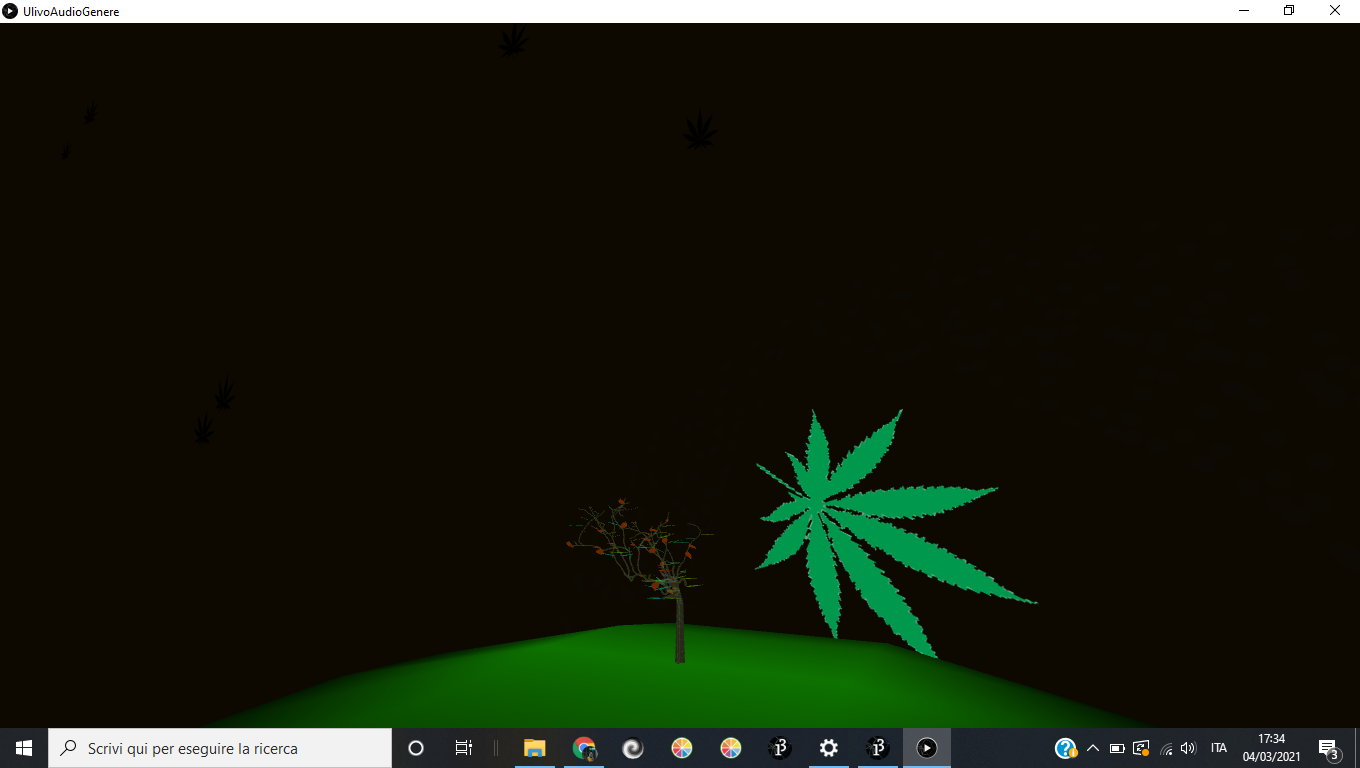 UlivoAudioGenere
Scrivi qui per eseguire la ricerca
ITA
17:34
04/03/2021
3